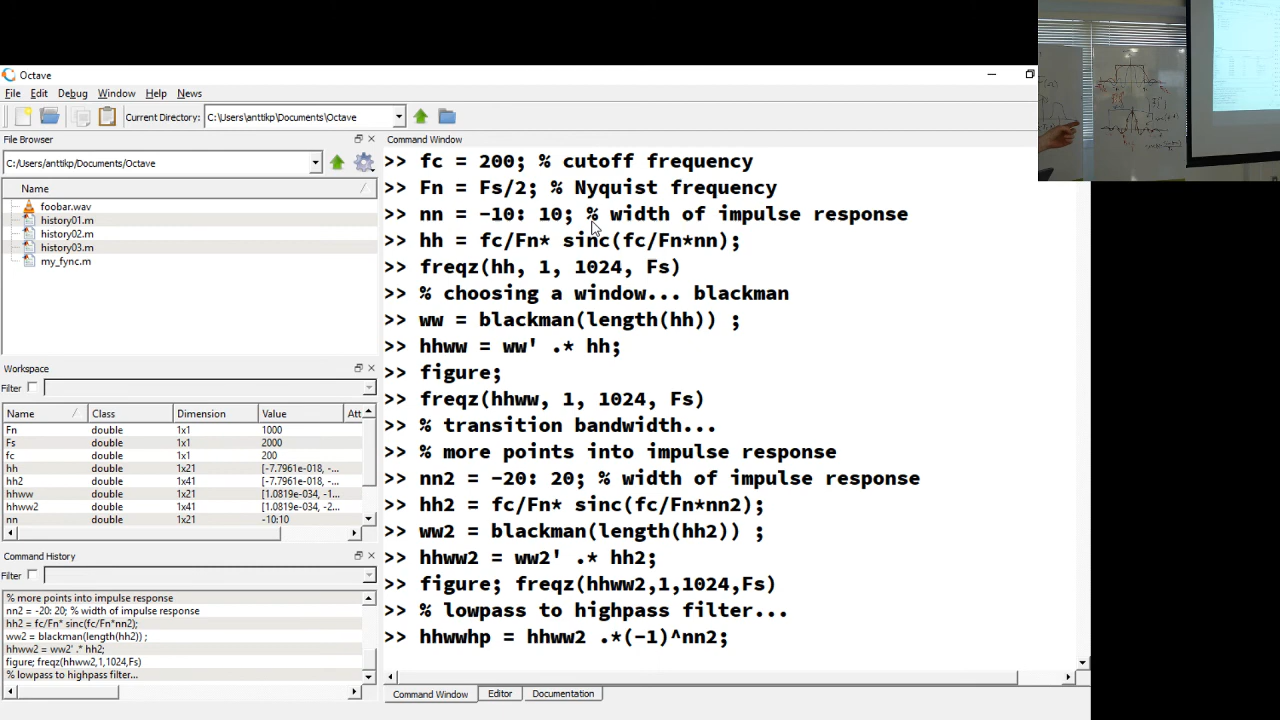 Octave
File Edit Debug Window Help News
Current Directory: C:\Users\anttikp\Documents\Octave
File Browser
C:/Users/anttikp/Documents/Octave
Name
foobar.wav
history01.m
history02.m
history03.m
my_fync.m
Workspace
Filter
Name Class Dimension Value Att
Fn double 1x1 1000
Fs double 1x1 2000
fc double 1x1 200
hh double 1x21 [-7.7961e-018, -...
hh2 double 1x41 [-7.7961e-018, -...
hhww double 1x21 [1.0819e-034, -1...
hhww2 double 1x41 [1.0819e-034, -2...
nn double 1x21 -10:10
Command History
Filter
% more points into impulse response
nn2 = -20: 20; % width of impulse response
hh2 = fc/Fn* sinc(fc/Fn*nn2);
ww2 = blackman(length(hh2)) ;
hhww2 = ww2' .* hh2;
figure; freqz(hhww2,1,1024,Fs)
% lowpass to highpass filter...
Command Window
>> fc = 200; % cutoff frequency
>> Fn = Fs/2; % Nyquist frequency
>> nn = -10: 10; % width of impulse response
>> hh = fc/Fn* sinc(fc/Fn*nn);
>> freqz(hh, 1, 1024, Fs)
>> % choosing a window... blackman
>> ww = blackman(length(hh)) ;
>> hhww = ww' .* hh;
>> figure;
>> freqz(hhww, 1, 1024, Fs)
>> % transition bandwidth...
>> % more points into impulse response
>> nn2 = -20: 20; % width of impulse response
>> hh2 = fc/Fn* sinc(fc/Fn*nn2);
>> ww2 = blackman(length(hh2)) ;
>> hhww2 = ww2' .* hh2;
>> figure; freqz(hhww2,1,1024,Fs)
>> % lowpass to highpass filter...
>> hhwwhp = hhww2 .*(-1)^nn2;
Command Window Editor Documentation